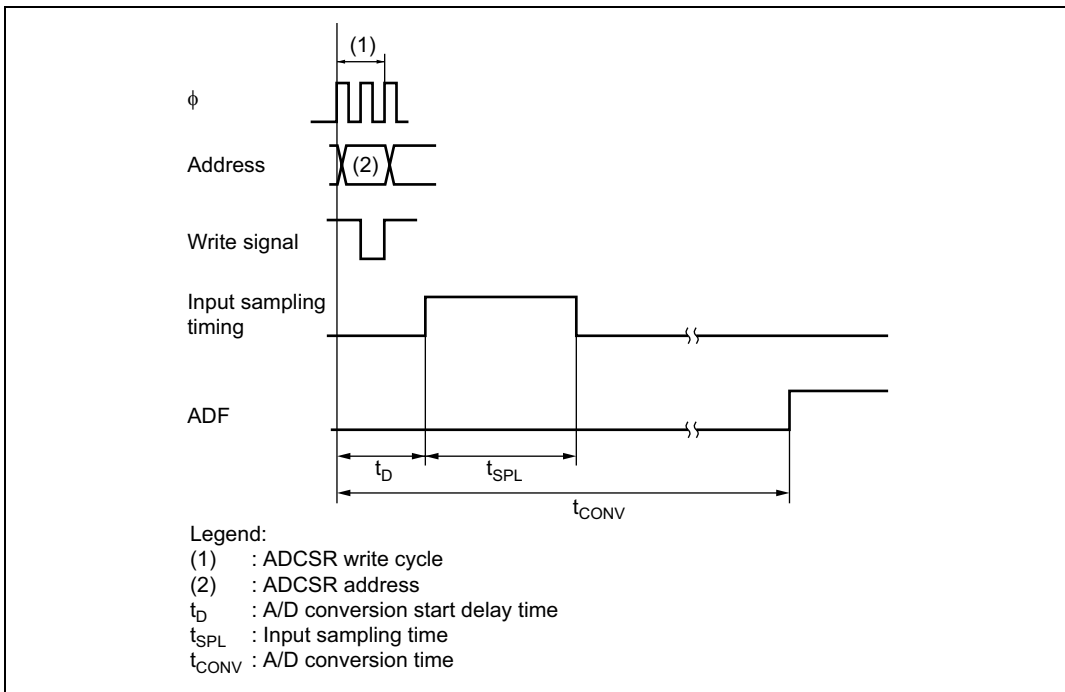 (1)
ϕ
Address
(2)
Write signal
Input sampling
timing
ADF
tD
tSPL
tCONV
Legend:
(1) : ADCSR write cycle
(2) : ADCSR address
tD : A/D conversion start delay time
tSPL : Input sampling time
tCONV : A/D conversion time